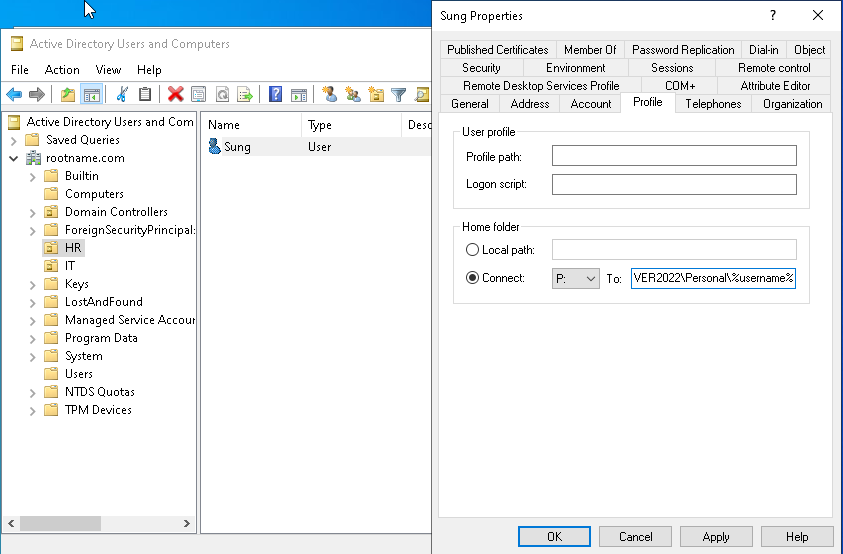 Active Directory Users and Computers
File Action View Help
Active Directory Users and Com
Saved Queries
rootname.com
Builtin
Computers
Domain Controllers
ForeignSecurityPrincipal:
HR
IT
Keys
LostAndFound
Managed Service Accour
Program Data
System
Users
NTDS Quotas
TPM Devices
Name Type Desc
Sung User
Sung Properties
Published Certificates Member Of Password Replication Dial-in Object
Security Environment Sessions Remote control
Remote Desktop Services Profile COM+ Attribute Editor
General Address Account Profile Telephones Organization
User profile
Profile path:
Logon script:
Home folder
Local path:
Connect: P: To: VER2022\Personal\%username%
OK Cancel Apply Help